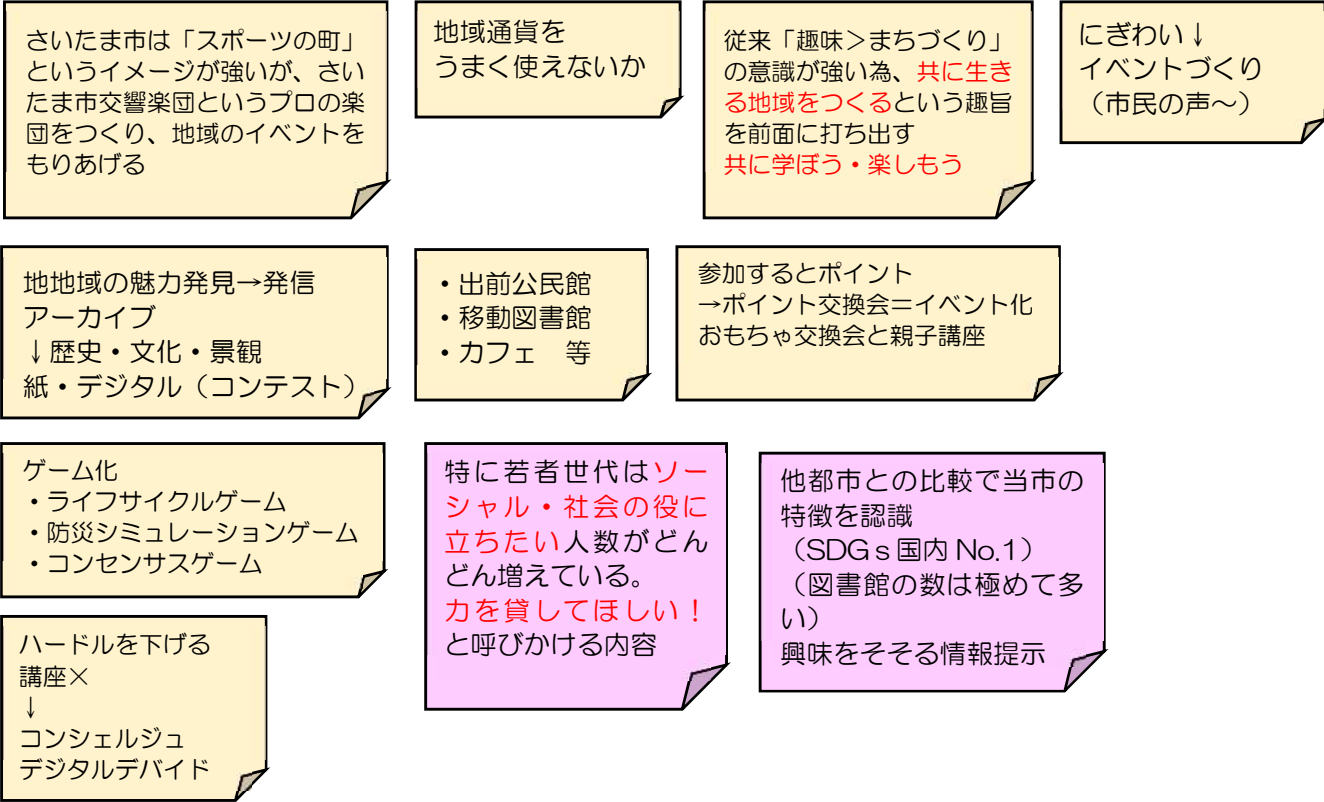 さいたま市は「スポーツの町」
というイメージが強いが、さい
たま市交響楽団というプロの楽
団をつくり、地域のイベントを
もりあげる
地域通貨を
うまく使えないか
従来「趣味＞まちづくり」
の意識が強い為、共に生き
る地域をつくるという趣旨
を前面に打ち出す
共に学ぼう・楽しもう
にぎわい↓
イベントづくり
（市民の声～）
地地域の魅力発見→発信
アーカイブ
↓歴史・文化・景観
紙・デジタル（コンテスト）
・出前公民館
・移動図書館
・カフェ　等
参加するとポイント
→ポイント交換会＝イベント化
おもちゃ交換会と親子講座
ゲーム化
・ライフサイクルゲーム
・防災シミュレーションゲーム
・コンセンサスゲーム
特に若者世代はソー
シャル・社会の役に
立ちたい人数がどん
どん増えている。
力を貸してほしい！
と呼びかける内容
他都市との比較で当市の
特徴を認識
（SDGｓ国内 No.1）
（図書館の数は極めて多
い）
興味をそそる情報提示
ハードルを下げる
講座×
↓
コンシェルジュ
デジタルデバイド